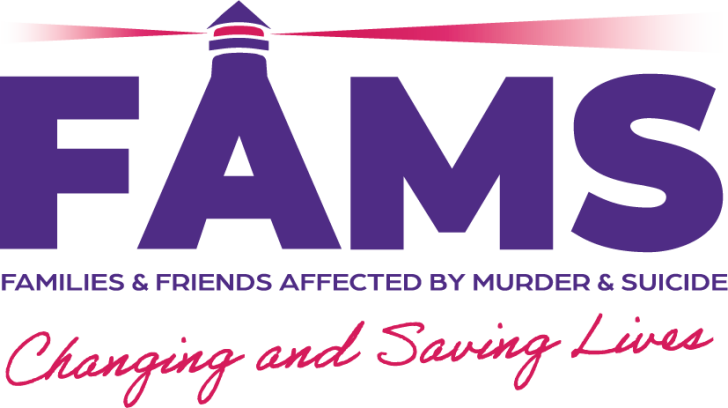 FAMS
FAMILIES & FRIENDS AFFECTED BY MURDER & SUICIDE
Changing and Saving Lives